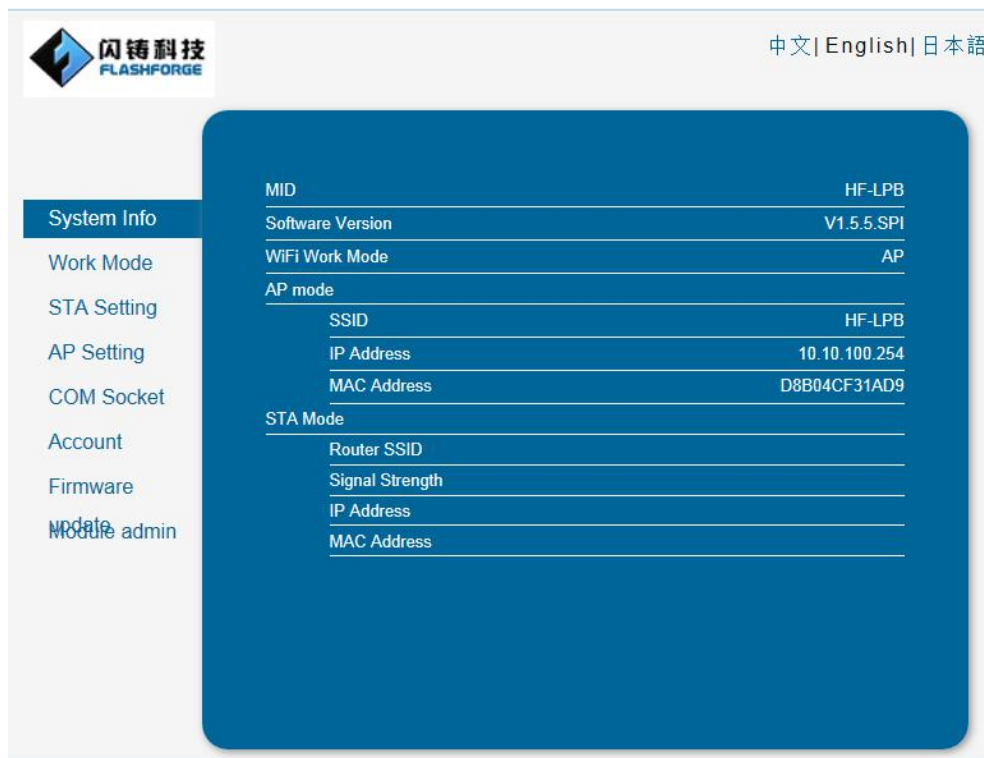 闪铸科技
FLASHFORGE
中文| English| 日本語
System Info
Work Mode
STA Setting
AP Setting
COM Socket
Account
Firmware
update
Module admin
MID HF-LPB
Software Version V1.5.5.SPI
WiFi Work Mode AP
AP mode
SSID HF-LPB
IP Address 10.10.100.254
MAC Address D8B04CF31AD9
STA Mode
Router SSID
Signal Strength
IP Address
MAC Address